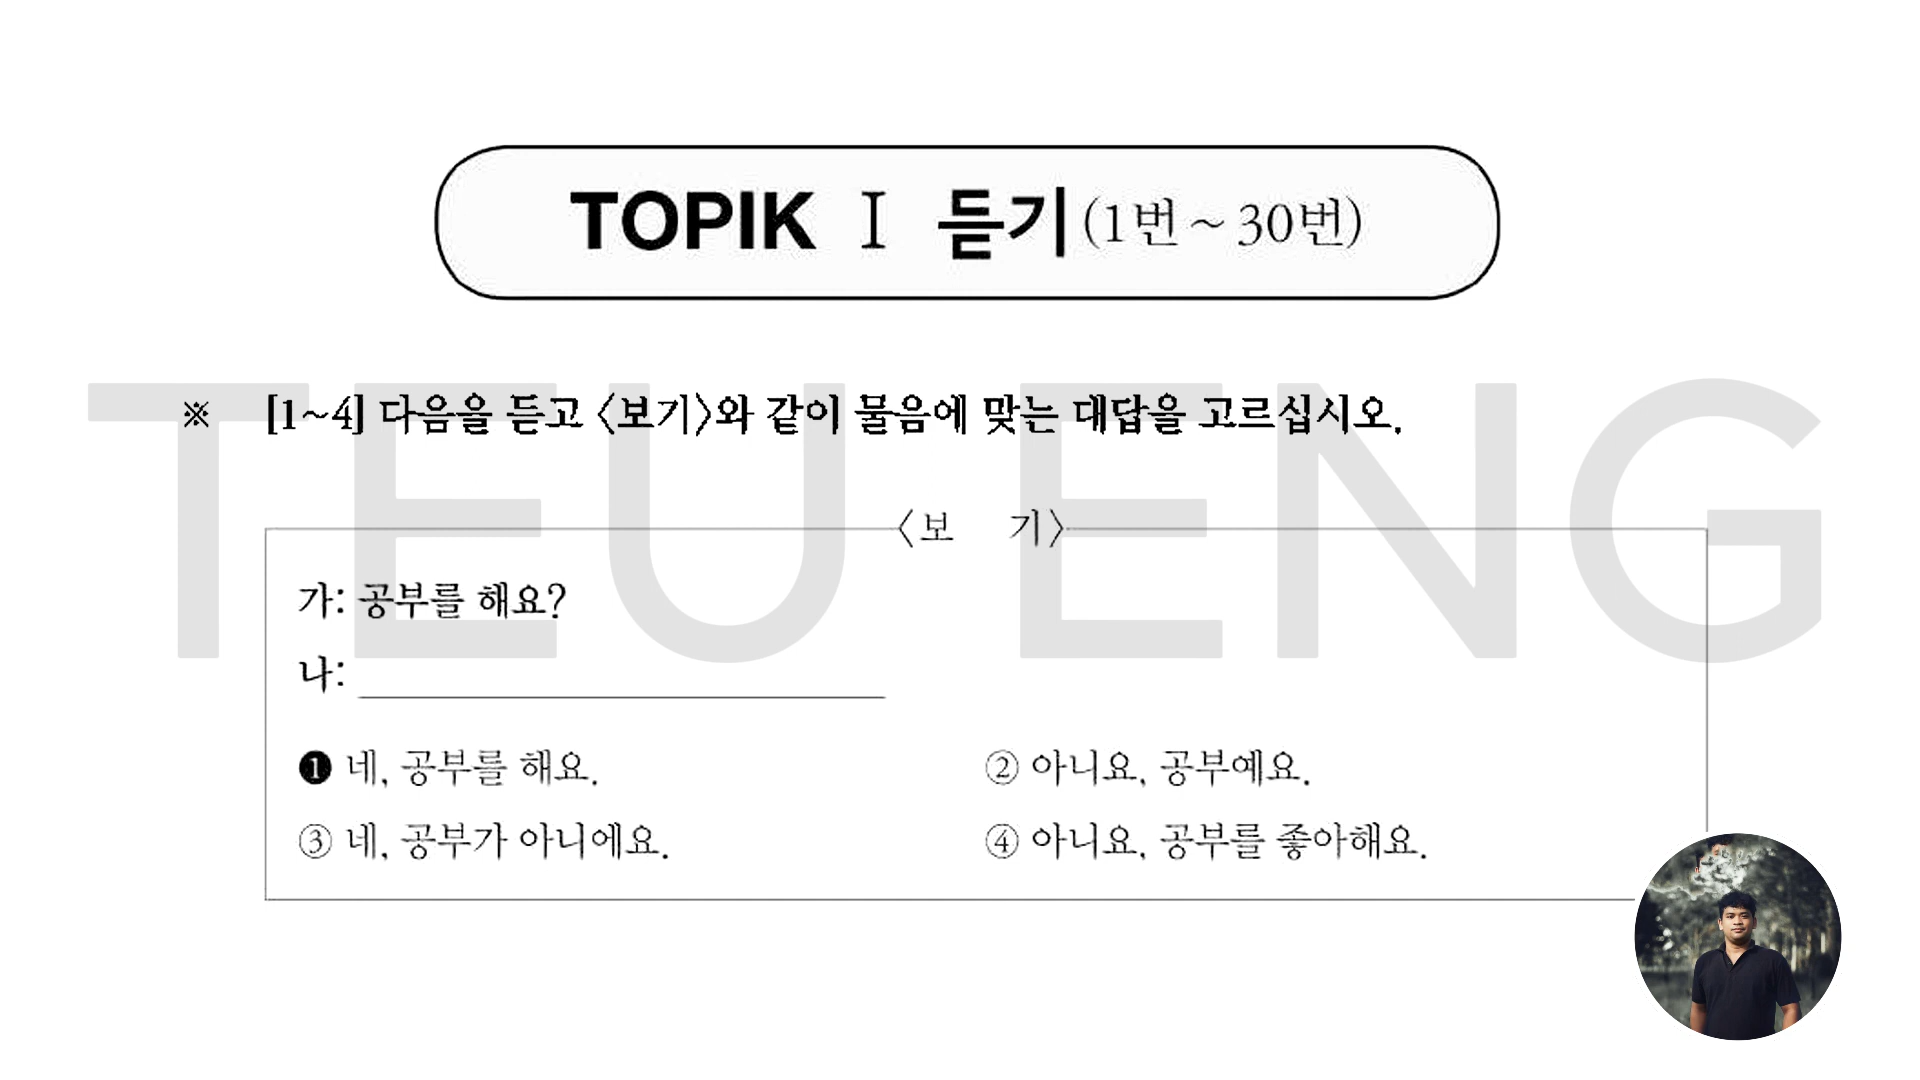 TOPIK Ⅰ 듣기(1번~30번)
※ [1~4] 다음을 듣고 〈보기〉와 같이 물음에 맞는 대답을 고르십시오.
TEU ENG
〈보 기〉
가: 공부를 해요?
나:
❶ 네, 공부를 해요. ② 아니요, 공부예요.
③ 네, 공부가 아니에요. ④ 아니요, 공부를 좋아해요.